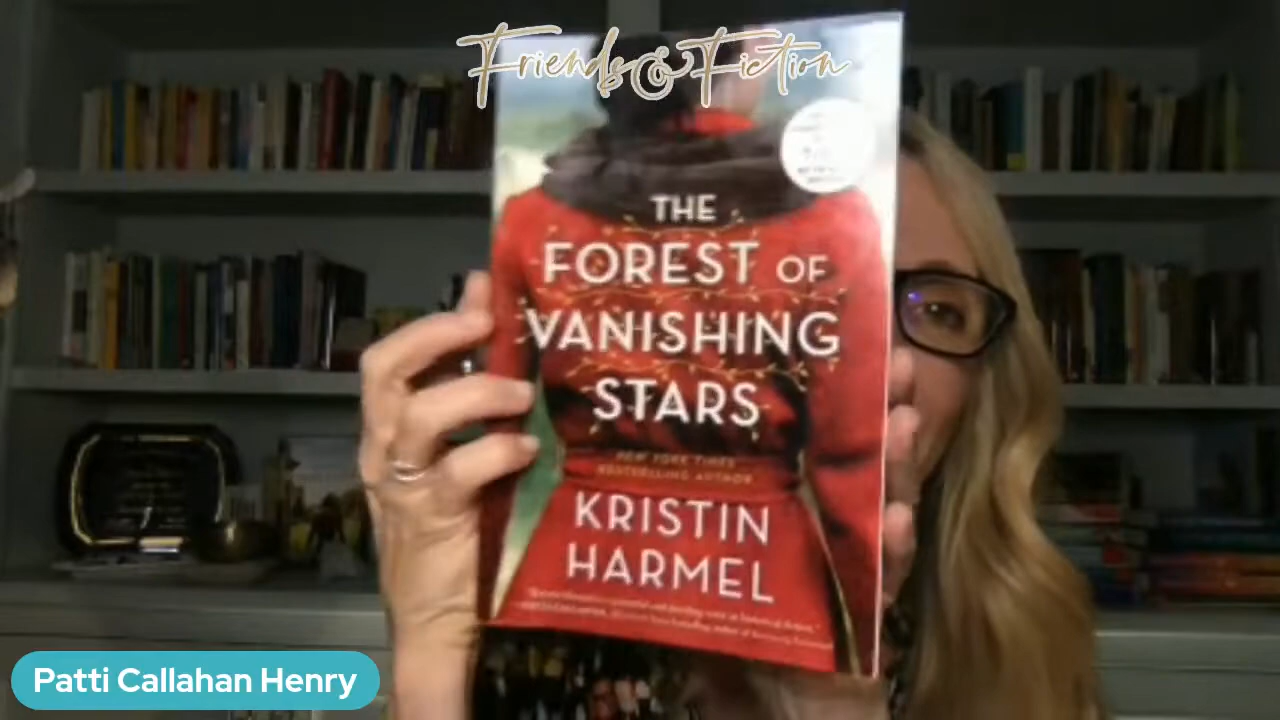 Friends & Fiction
THE
FOREST OF
VANISHING
STARS
NEW YORK TIMES
BESTSELLING AUTHOR
KRISTIN
HARMEL
Patti Callahan Henry